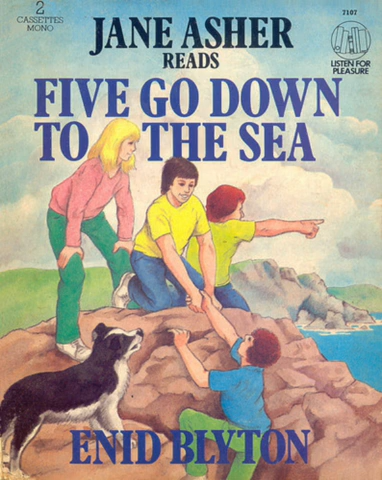 2
CASSETTES
MONO
7107
LISTEN FOR
PLEASURE
JANE ASHER
READS
FIVE GO DOWN
TO THE SEA
ENID BLYTON